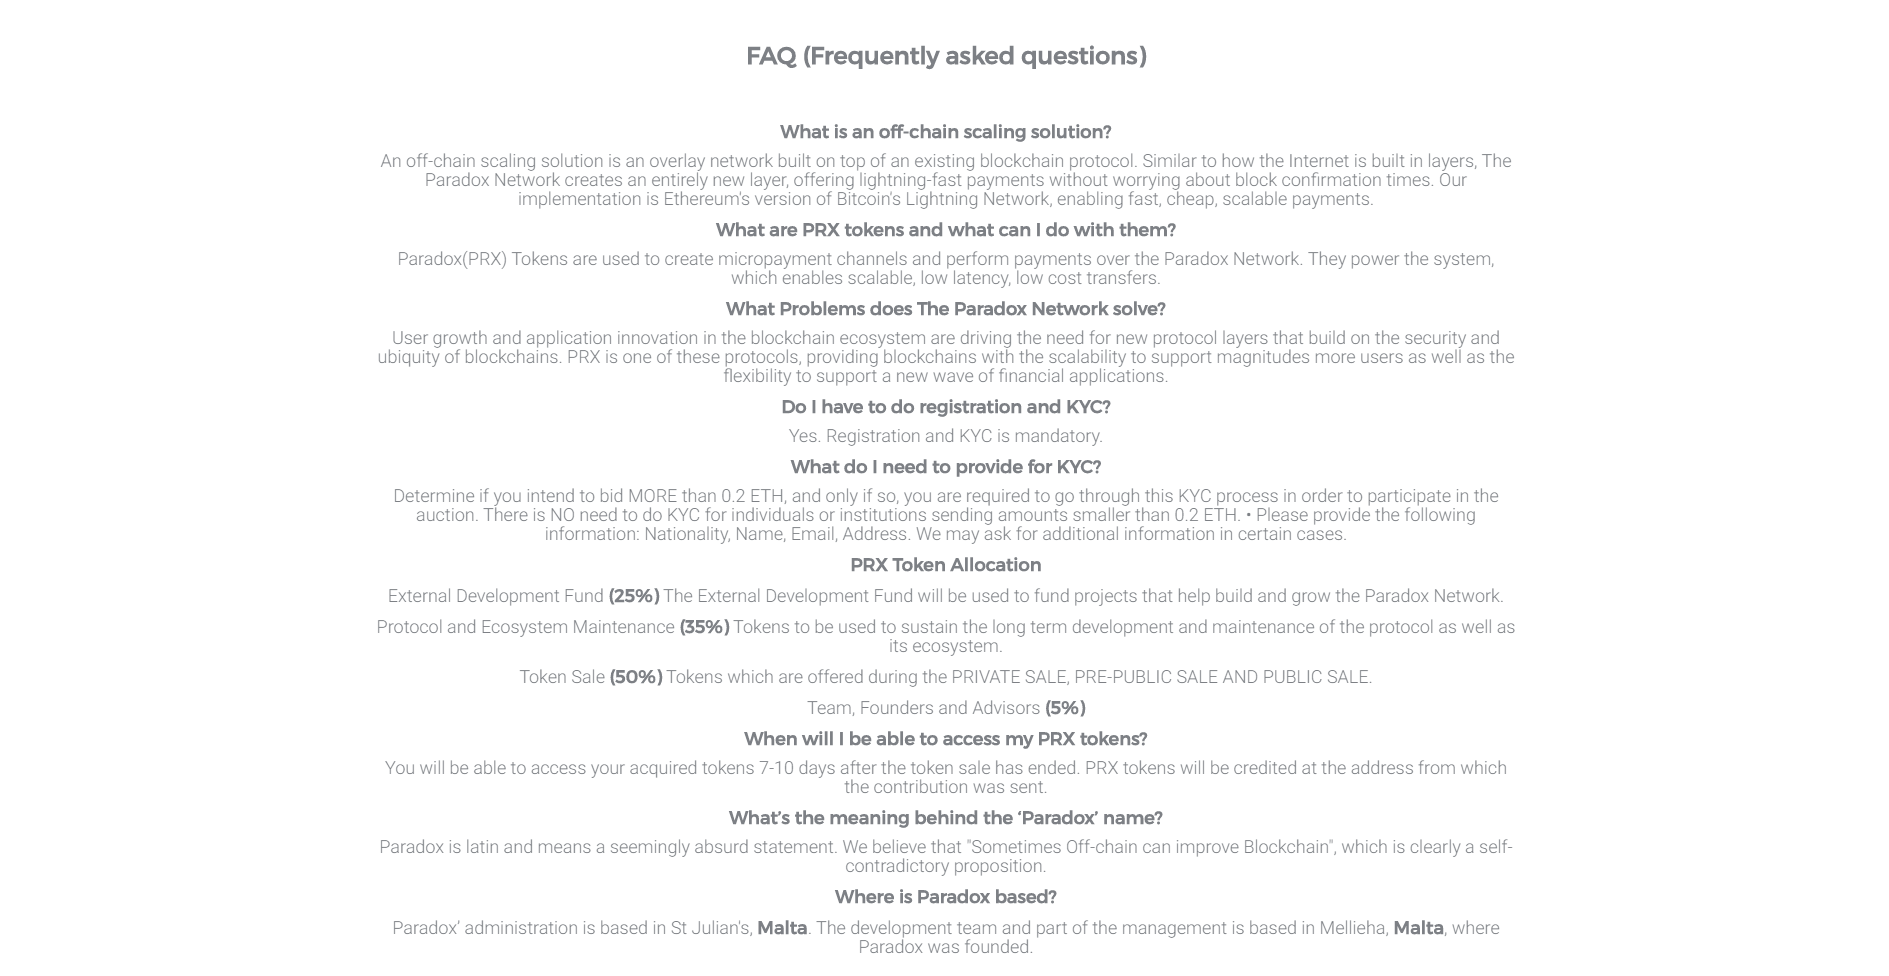 FAQ (Frequently asked questions)
What is an off-chain scaling solution?
An off-chain scaling solution is an overlay network built on top of an existing blockchain protocol. Similar to how the Internet is built in layers, The
Paradox Network creates an entirely new layer, offering lightning-fast payments without worrying about block confirmation times. Our
implementation is Ethereum's version of Bitcoin's Lightning Network, enabling fast, cheap, scalable payments.
What are PRX tokens and what can I do with them?
Paradox(PRX) Tokens are used to create micropayment channels and perform payments over the Paradox Network. They power the system,
which enables scalable, low latency, low cost transfers.
What Problems does The Paradox Network solve?
User growth and application innovation in the blockchain ecosystem are driving the need for new protocol layers that build on the security and
ubiquity of blockchains. PRX is one of these protocols, providing blockchains with the scalability to support magnitudes more users as well as the
flexibility to support a new wave of financial applications.
Do I have to do registration and KYC?
Yes. Registration and KYC is mandatory.
What do I need to provide for KYC?
Determine if you intend to bid MORE than 0.2 ETH, and only if so, you are required to go through this KYC process in order to participate in the
auction. There is NO need to do KYC for individuals or institutions sending amounts smaller than 0.2 ETH. • Please provide the following
information: Nationality, Name, Email, Address. We may ask for additional information in certain cases.
PRX Token Allocation
External Development Fund (25%) The External Development Fund will be used to fund projects that help build and grow the Paradox Network.
Protocol and Ecosystem Maintenance (35%) Tokens to be used to sustain the long term development and maintenance of the protocol as well as
its ecosystem.
Token Sale (50%) Tokens which are offered during the PRIVATE SALE, PRE-PUBLIC SALE AND PUBLIC SALE.
Team, Founders and Advisors (5%)
When will I be able to access my PRX tokens?
You will be able to access your acquired tokens 7-10 days after the token sale has ended. PRX tokens will be credited at the address from which
the contribution was sent.
What's the meaning behind the ‘Paradox’ name?
Paradox is latin and means a seemingly absurd statement. We believe that "Sometimes Off-chain can improve Blockchain", which is clearly a self-
contradictory proposition.
Where is Paradox based?
Paradox' administration is based in St Julian's, Malta. The development team and part of the management is based in Mellieha, Malta, where
Paradox was founded.